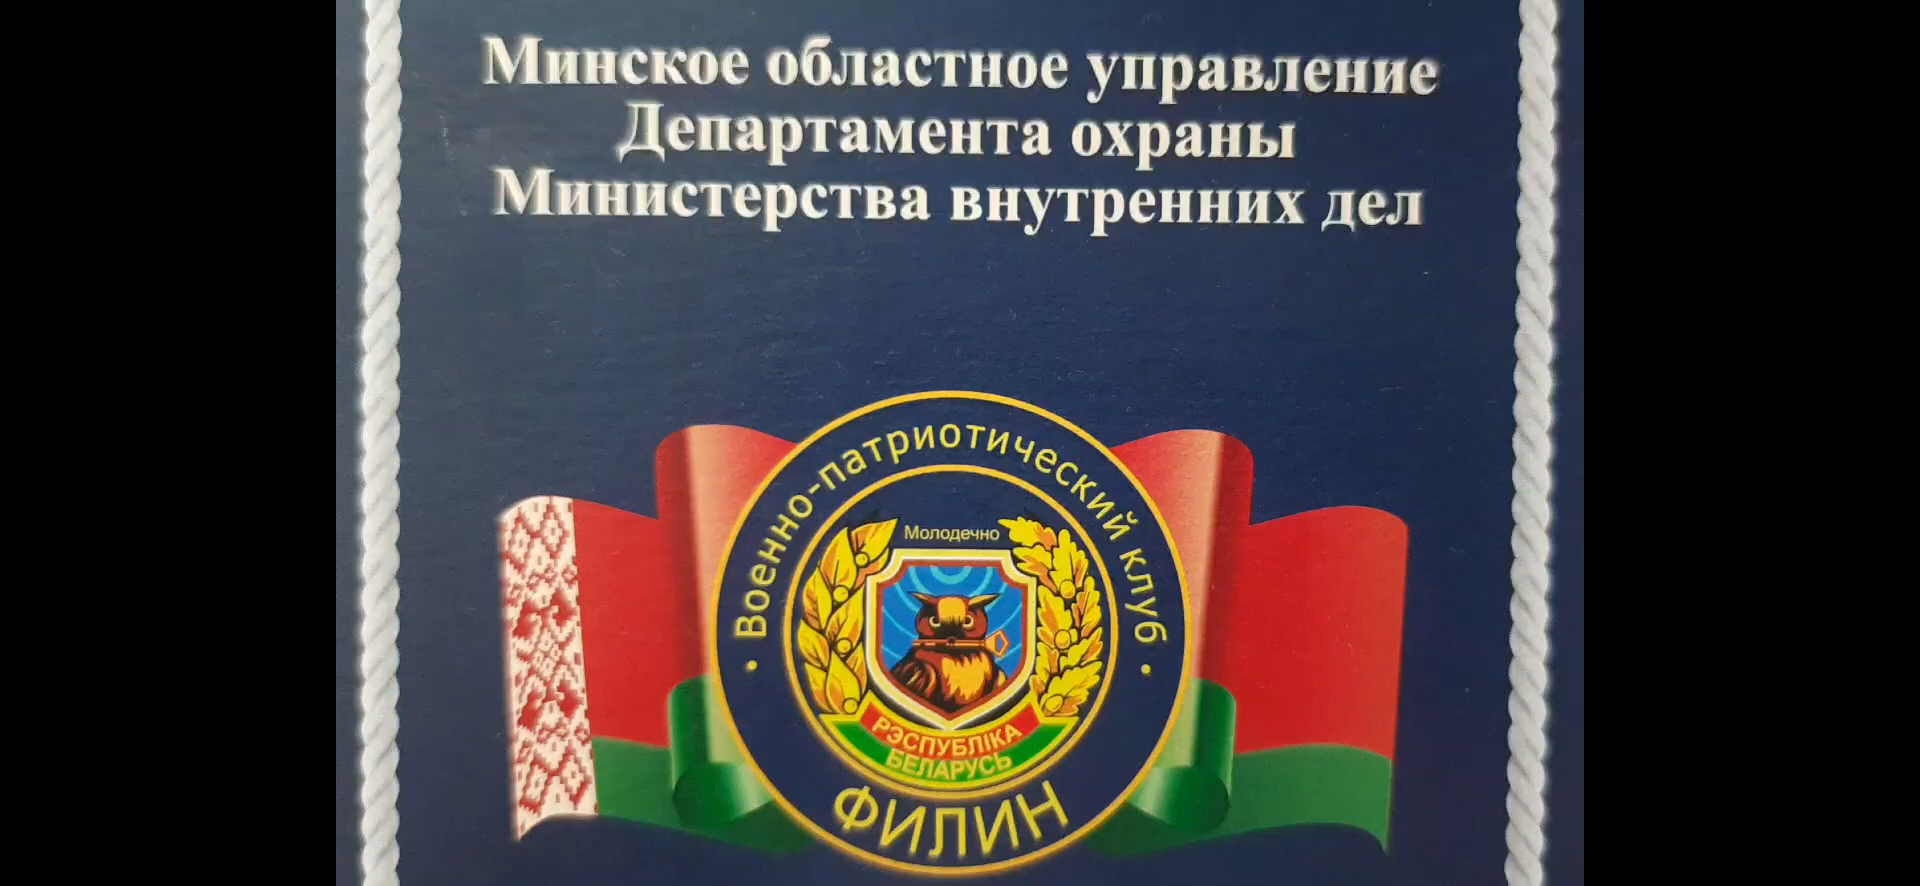 Минское областное управление
Департамента охраны
Министерства внутренних дел
• Военно-патриотический клуб •
Молодечно
РЭСПУБЛІКА
БЕЛАРУСЬ
ФИЛИН